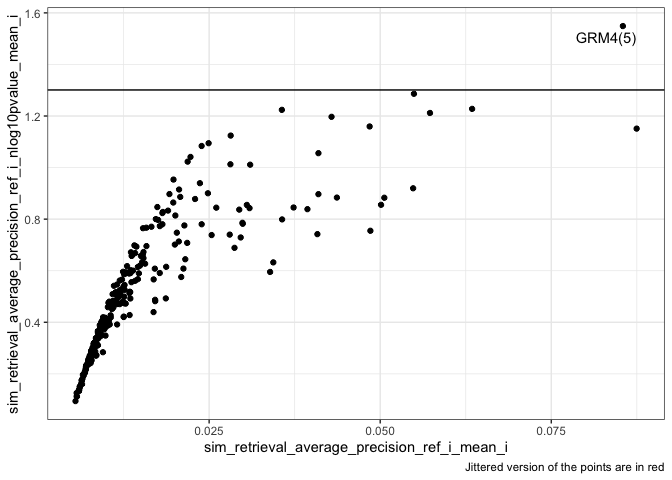 1.6
GRM4(5)
1.2
0.8
0.4
sim_retrieval_average_precision_ref_i_nlog10pvalue_mean_i
0.025
0.050
0.075
sim_retrieval_average_precision_ref_i_mean_i
Jittered version of the points are in red